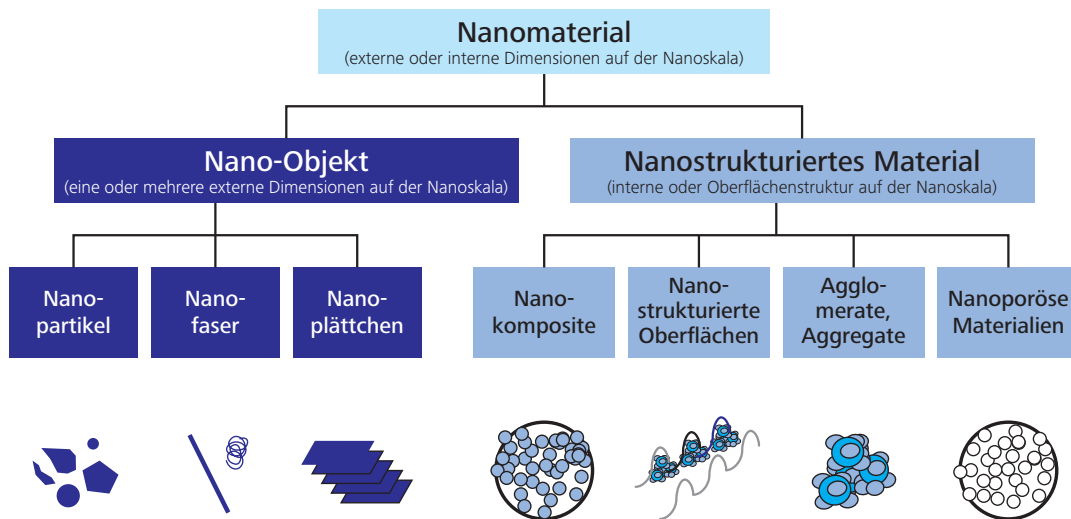 Nanomaterial
(externe oder interne Dimensionen auf der Nanoskala)
Nano-Objekt
(eine oder mehrere externe Dimensionen auf der Nanoskala)
Nanostrukturiertes Material
(interne oder Oberflächenstruktur auf der Nanoskala)
Nano-
partikel
Nano-
faser
Nano-
plättchen
Nano-
komposite
Nano-
strukturierte
Oberflächen
Agglo-
merate,
Aggregate
Nanoporöse
Materialien